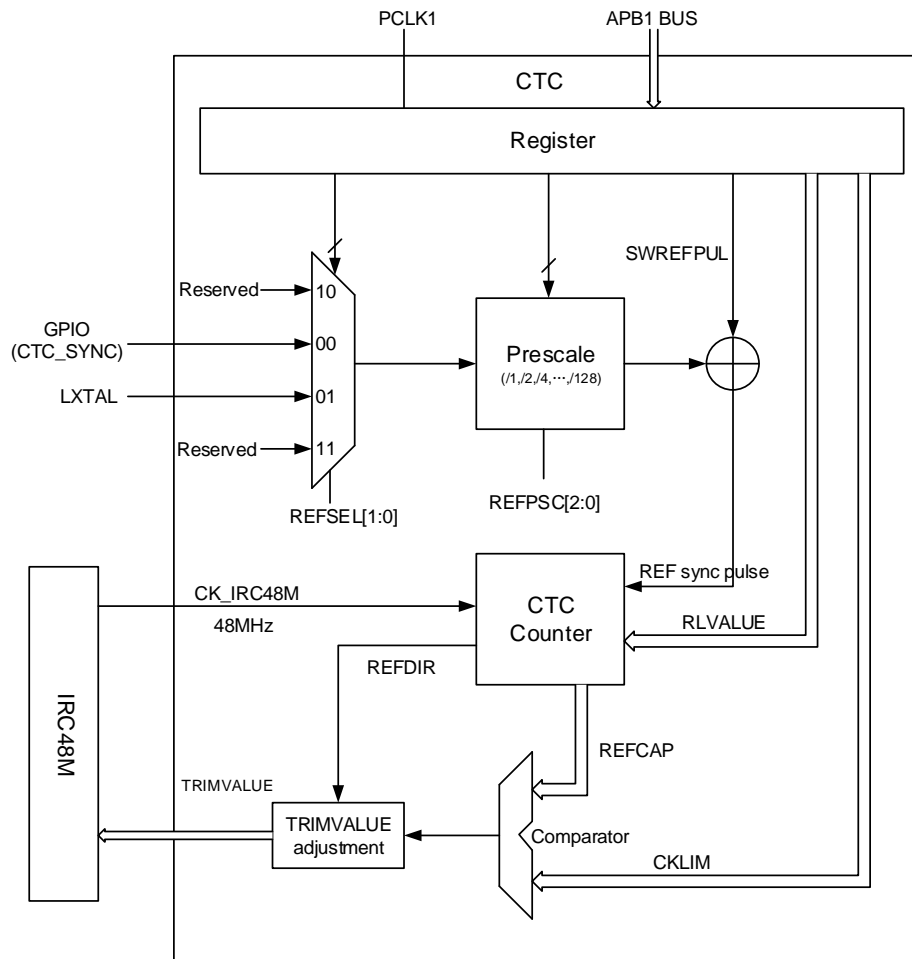 PCLK1
APB1 BUS
CTC
Register
SWREFPUL
Reserved
10
GPIO
(CTC_SYNC)
00
Prescale
(/1,/2,/4,···,/128)
LXTAL
01
Reserved
11
REFSEL[1:0]
REFPSC[2:0]
REF sync pulse
CK_IRC48M
48MHz
CTC
Counter
RLVALUE
REFDIR
IRC48M
REFCAP
TRIMVALUE
TRIMVALUE
adjustment
Comparator
CKLIM